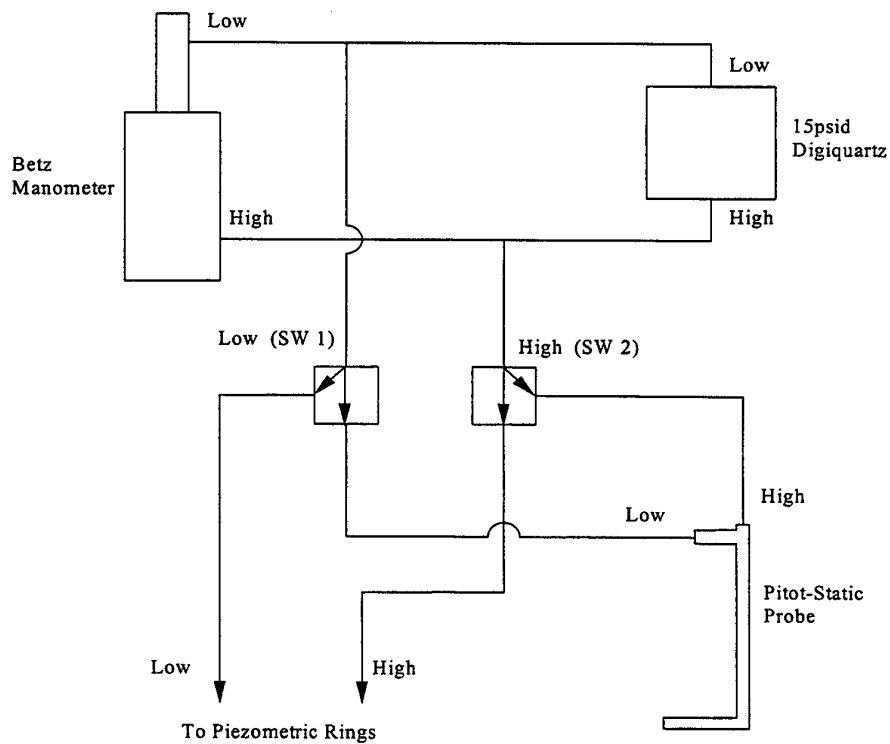 Low
Low
15psid
Digiquartz
Betz
Manometer
High
High
Low (SW 1)
High (SW 2)
High
Low
Pitot-Static
Probe
Low
High
To Piezometric Rings